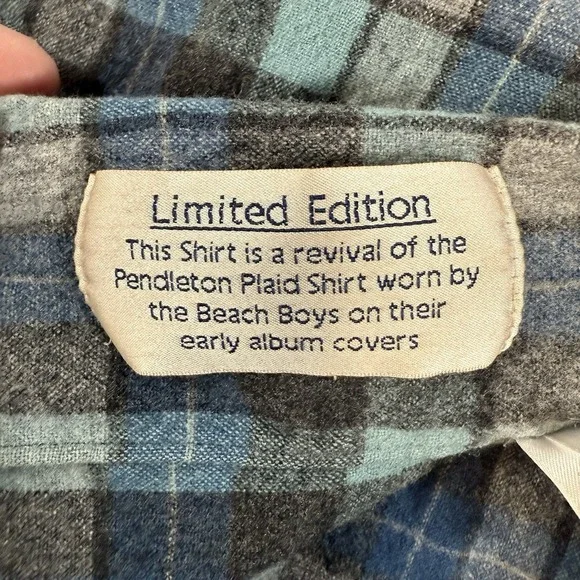 Limited Edition
This Shirt is a revival of the
Pendleton Plaid Shirt worn by
the Beach Boys on their
early album covers